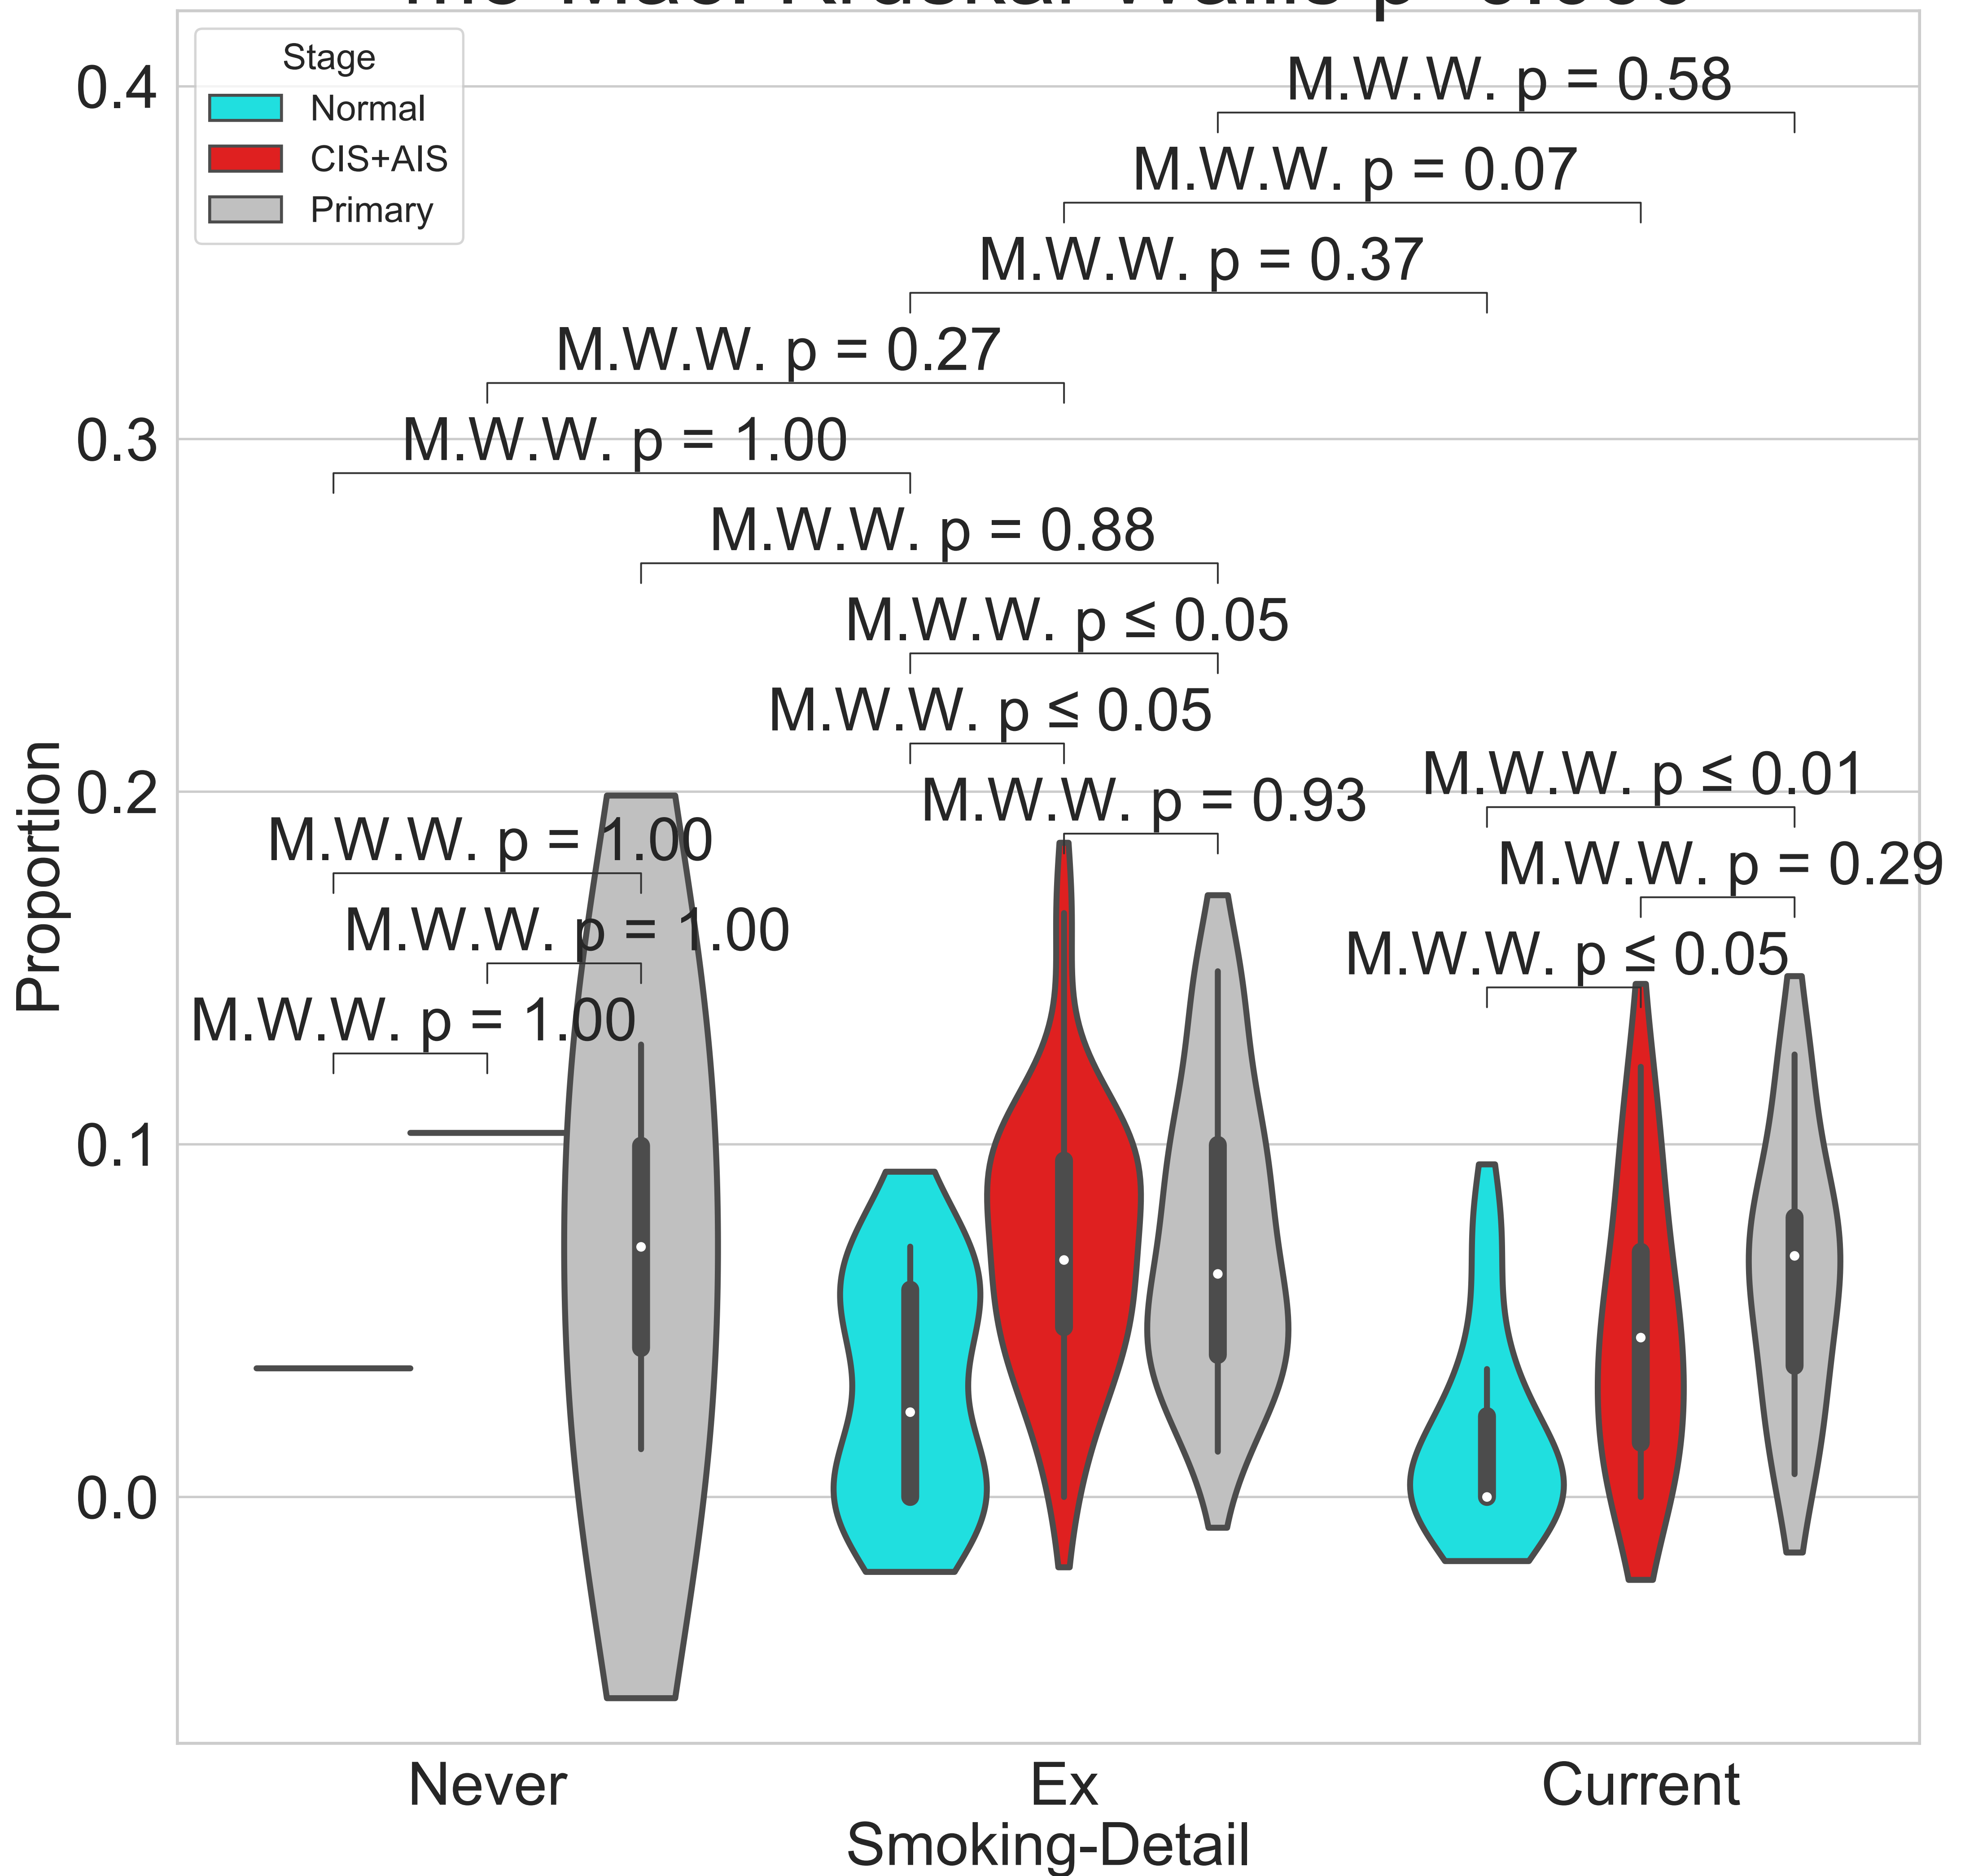 0.4
0.3
0.2
0.1
0.0
Proportion
Stage
Normal
CIS+AIS
Primary
M.W.W. p = 0.58
M.W.W. p = 0.07
M.W.W. p = 0.37
M.W.W. p = 0.27
M.W.W. p = 1.00
M.W.W. p = 0.88
M.W.W. p ≤ 0.05
M.W.W. p ≤ 0.05
M.W.W. p = 0.93
M.W.W. p ≤ 0.01
M.W.W. p = 1.00
M.W.W. p = 0.29
M.W.W. p = 1.00
M.W.W. p ≤ 0.05
M.W.W. p = 1.00
Never
Ex
Current
Smoking-Detail